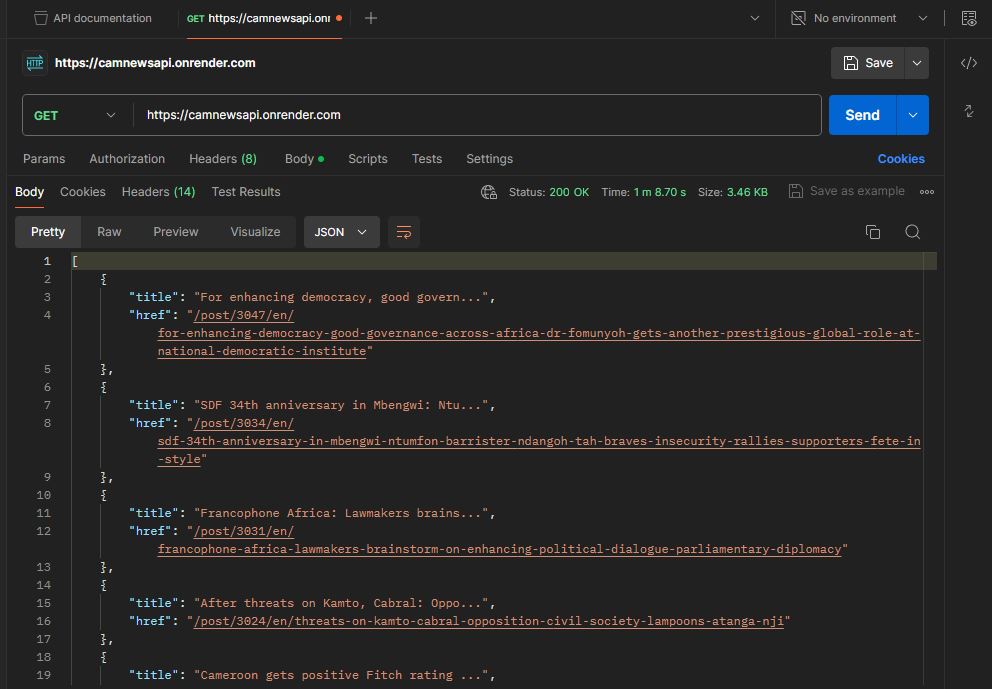 API documentation
GET https://camnewsapi.onr
No environment
HTTP https://camnewsapi.onrender.com
Save
GET https://camnewsapi.onrender.com
Send
Params Authorization Headers (8) Body Scripts Tests Settings Cookies
Body Cookies Headers (14) Test Results Status: 200 OK Time: 1 m 8.70 s Size: 3.46 KB Save as example
Pretty Raw Preview Visualize JSON
1 [
2 {
3 "title": "For enhancing democracy, good govern...",
4 "href": "/post/3047/en/
for-enhancing-democracy-good-governance-across-africa-dr-fomunyoh-gets-another-prestigious-global-role-at-
national-democratic-institute"
5 },
6 {
7 "title": "SDF 34th anniversary in Mbengwi: Ntu...",
8 "href": "/post/3034/en/
sdf-34th-anniversary-in-mbengwi-ntumfon-barrister-ndangoh-tah-braves-insecurity-rallies-supporters-fete-in
-style"
9 },
10 {
11 "title": "Francophone Africa: Lawmakers brains...",
12 "href": "/post/3031/en/
francophone-africa-lawmakers-brainstorm-on-enhancing-political-dialogue-parliamentary-diplomacy"
13 },
14 {
15 "title": "After threats on Kamto, Cabral: Oppo...",
16 "href": "/post/3024/en/threats-on-kamto-cabral-opposition-civil-society-lampoons-atanga-nji"
17 },
18 {
19 "title": "Cameroon gets positive Fitch rating ...",